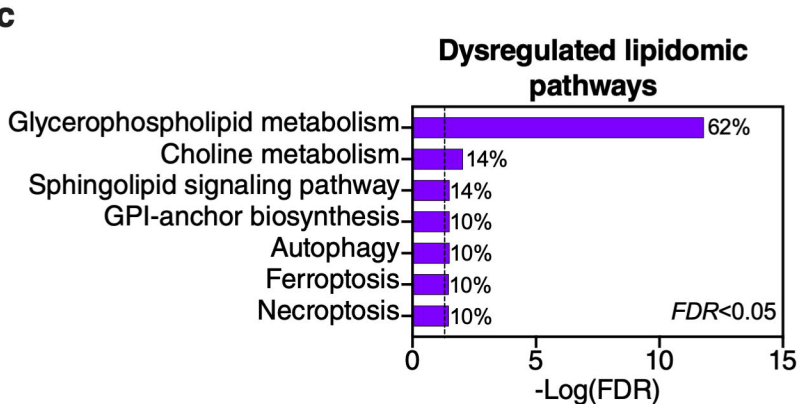 c
Dysregulated lipidomic
pathways
Glycerophospholipid metabolism 62%
Choline metabolism 14%
Sphingolipid signaling pathway 14%
GPI-anchor biosynthesis 10%
Autophagy 10%
Ferroptosis 10%
Necroptosis 10%
FDR<0.05
0 5 10 15
-Log(FDR)